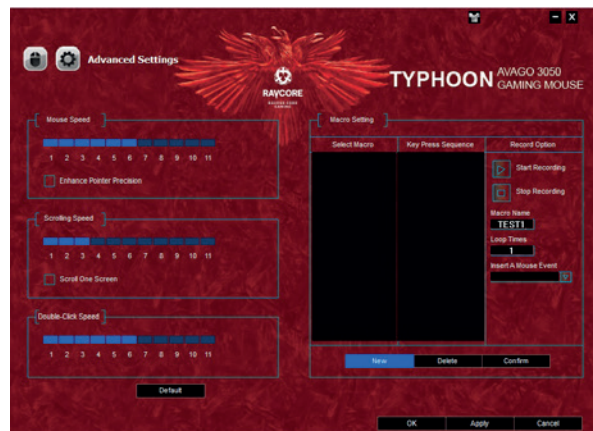 Advanced Settings
RAYCORE
TYPHOON AVAGO 3050 GAMING MOUSE
Mouse Speed
1 2 3 4 5 6 7 8 9 10 11
Enhance Pointer Precision
Scrolling Speed
1 2 3 4 5 6 7 8 9 10 11
Scroll One Screen
Double-Click Speed
1 2 3 4 5 6 7 8 9 10 11
Default
Macro Setting
Select Macro Key Press Sequence Record Option
Start Recording
Stop Recording
Macro Name
TEST1
Loop Times
1
Insert A Mouse Event
New Delete Confirm
OK Apply Cancel